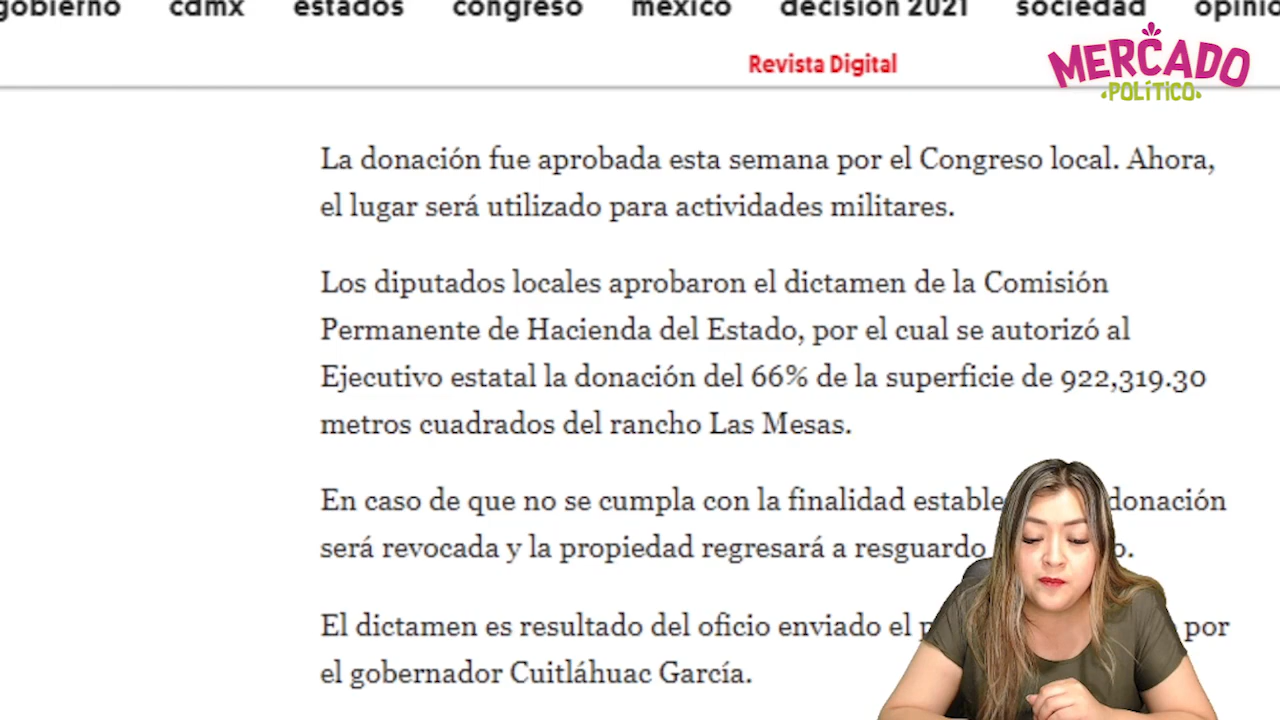 gobierno cdmx estados congreso méxico decisión 2021 sociedad
Revista Digital
MERCADO
POLÍTICO
La donación fue aprobada esta semana por el Congreso local. Ahora,
el lugar será utilizado para actividades militares.
Los diputados locales aprobaron el dictamen de la Comisión
Permanente de Hacienda del Estado, por el cual se autorizó al
Ejecutivo estatal la donación del 66% de la superficie de 922,319.30
metros cuadrados del rancho Las Mesas.
En caso de que no se cumpla con la finalidad donación
será revocada y la propiedad regresará a resguardo
El dictamen es resultado del oficio enviado el por
el gobernador Cuitláhuac García.